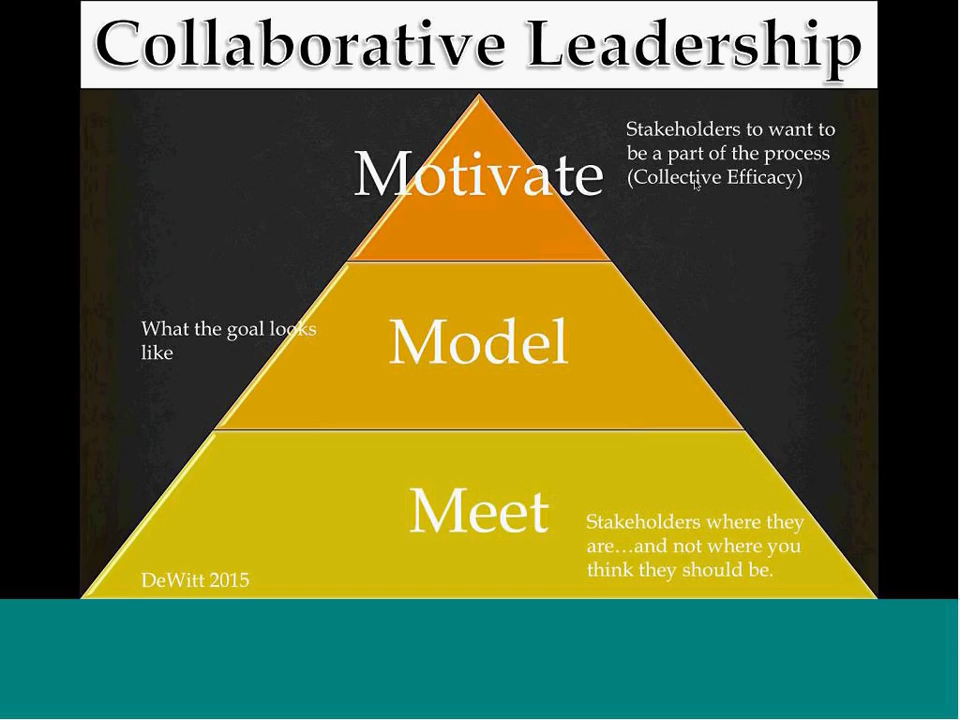 Collaborative Leadership
Motivate
Stakeholders to want to
be a part of the process
(Collective Efficacy)
What the goal looks
like
Model
Meet
Stakeholders where they
are…and not where you
think they should be.
DeWitt 2015